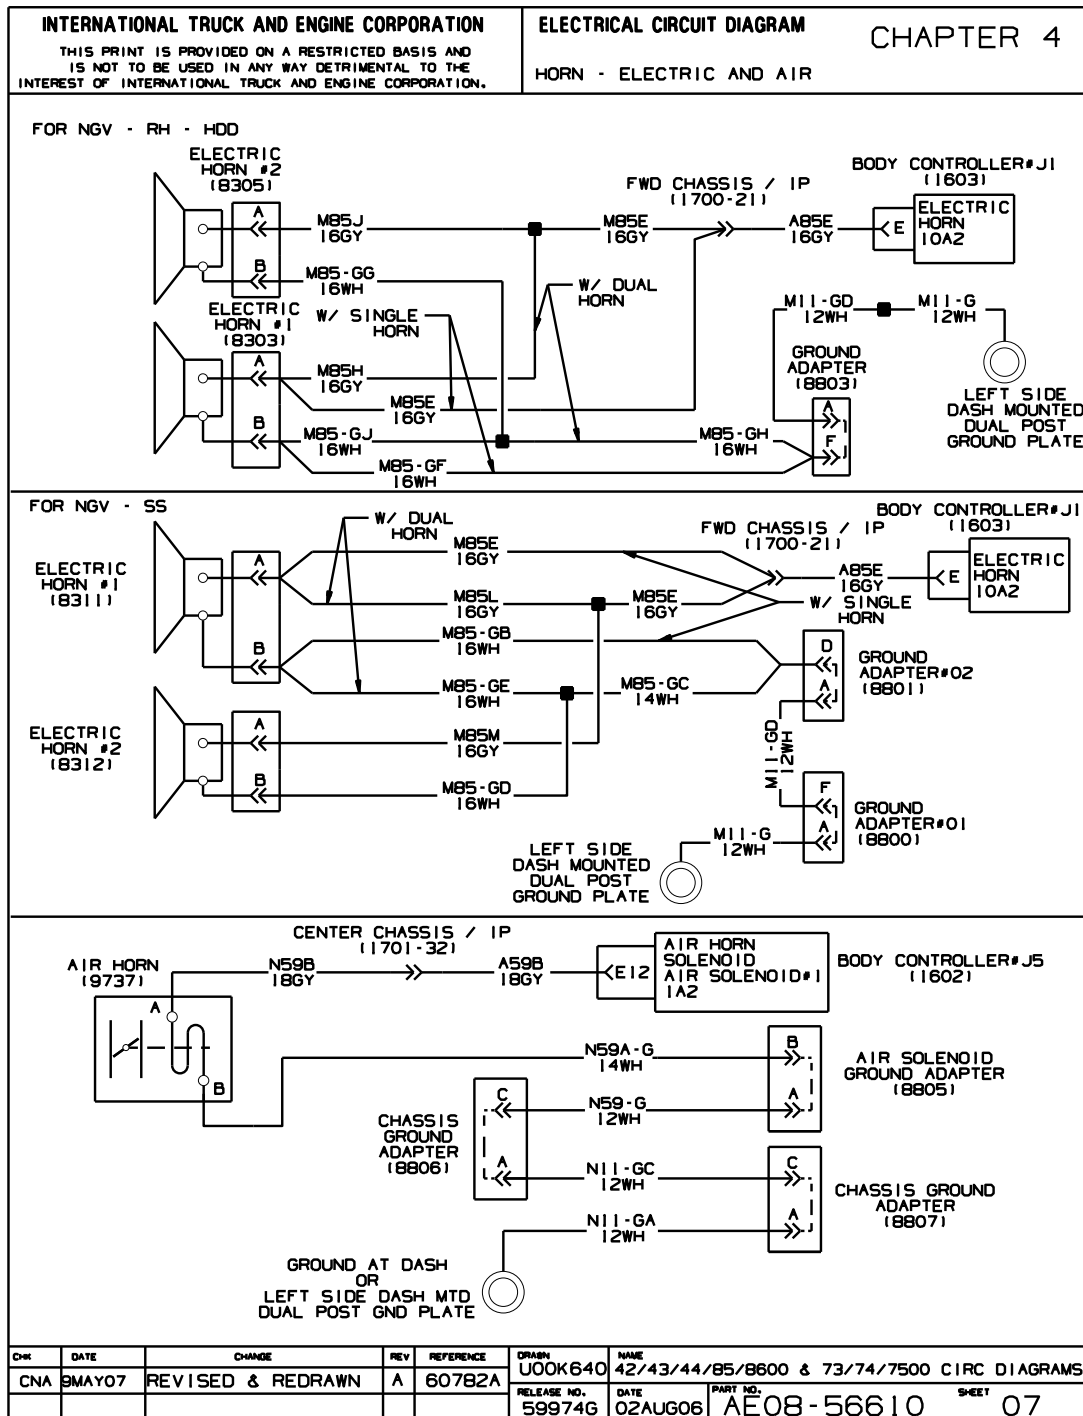 INTERNATIONAL TRUCK AND ENGINE CORPORATION
THIS PRINT IS PROVIDED ON A RESTRICTED BASIS AND
IS NOT TO BE USED IN ANY WAY DETRIMENTAL TO THE
INTEREST OF INTERNATIONAL TRUCK AND ENGINE CORPORATION.
ELECTRICAL CIRCUIT DIAGRAM
HORN - ELECTRIC AND AIR
CHAPTER 4
FOR NGV - RH - HDD
ELECTRIC
HORN #2
(8305)
A
B
M85J
16GY
M85-GG
16WH
M85E
16GY
FWD CHASSIS / IP
(1700-21)
A85E
16GY
BODY CONTROLLER#J1
(1603)
E
ELECTRIC
HORN
10A2
ELECTRIC
HORN #1
(8303)
W/ SINGLE
HORN
W/ DUAL
HORN
A
B
M85H
16GY
M85E
16GY
M85-GJ
16WH
M85-GF
16WH
M85-GH
16WH
M11-GD
12WH
M11-G
12WH
GROUND
ADAPTER
(8803)
A
F
LEFT SIDE
DASH MOUNTED
DUAL POST
GROUND PLATE
FOR NGV - SS
W/ DUAL
HORN
ELECTRIC
HORN #1
(8311)
A
B
M85E
16GY
M85L
16GY
M85E
16GY
M85-GB
16WH
M85-GE
16WH
M85-GC
14WH
FWD CHASSIS / IP
(1700-21)
A85E
16GY
W/ SINGLE
HORN
BODY CONTROLLER#J1
(1603)
E
ELECTRIC
HORN
10A2
D
A
GROUND
ADAPTER#02
(8801)
ELECTRIC
HORN #2
(8312)
A
B
M85M
16GY
M85-GD
16WH
M11-GD
12WH
F
A
GROUND
ADAPTER#01
(8800)
M11-G
12WH
LEFT SIDE
DASH MOUNTED
DUAL POST
GROUND PLATE
CENTER CHASSIS / IP
(1701-32)
AIR HORN
(9737)
A
B
N59B
18GY
A59B
18GY
E12
AIR HORN
SOLENOID
AIR SOLENOID#1
1A2
BODY CONTROLLER#J5
(1602)
N59A-G
14WH
B
A
AIR SOLENOID
GROUND ADAPTER
(8805)
N59-G
12WH
CHASSIS
GROUND
ADAPTER
(8806)
C
A
N11-GC
12WH
N11-GA
12WH
C
A
CHASSIS GROUND
ADAPTER
(8807)
GROUND AT DASH
OR
LEFT SIDE DASH MTD
DUAL POST GND PLATE
CHK DATE CHANGE REV REFERENCE
CNA 9MAY07 REVISED & REDRAWN A 60782A
DRAWN
U00K640
NAME
42/43/44/85/8600 & 73/74/7500 CIRC DIAGRAMS
RELEASE NO.
59974G
DATE
02AUG06
PART NO.
AE08-56610
SHEET
07